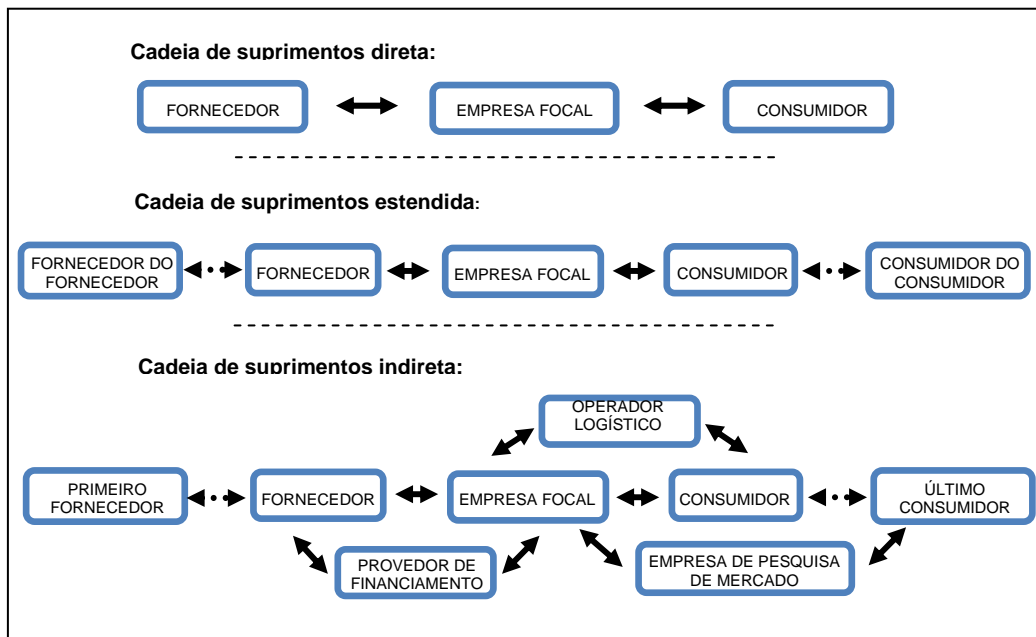 Cadeia de suprimentos direta:
FORNECEDOR
EMPRESA FOCAL
CONSUMIDOR
Cadeia de suprimentos estendida:
FORNECEDOR DO
FORNECEDOR
FORNECEDOR
EMPRESA FOCAL
CONSUMIDOR
CONSUMIDOR DO
CONSUMIDOR
Cadeia de suprimentos indireta:
OPERADOR
LOGÍSTICO
PRIMEIRO
FORNECEDOR
FORNECEDOR
EMPRESA FOCAL
CONSUMIDOR
ÚLTIMO
CONSUMIDOR
PROVEDOR DE
FINANCIAMENTO
EMPRESA DE PESQUISA
DE MERCADO